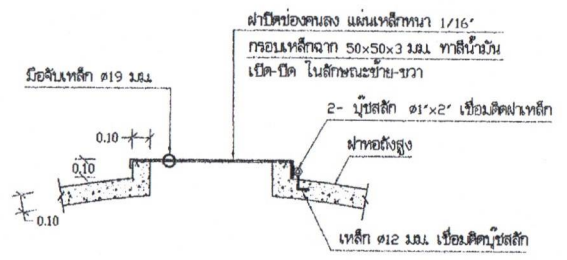 ฝาปิดช่องคนลง แผ่นเหล็กหนา 1/16"
กรอบเหล็กฉาก 50x50x3 ม.ม. ทาสีน้ำมัน
เปิด-ปิด ในลักษณะซ้าย-ขวา
มือจับเหล็ก ø19 ม.ม.
2- บู๊ชสลัก ø1"x2" เชื่อมติดฝาเหล็ก
0.10
ฝาหอถังสูง
0.10
0.10
เหล็ก ø12 ม.ม. เชื่อมติดบู๊ชสลัก